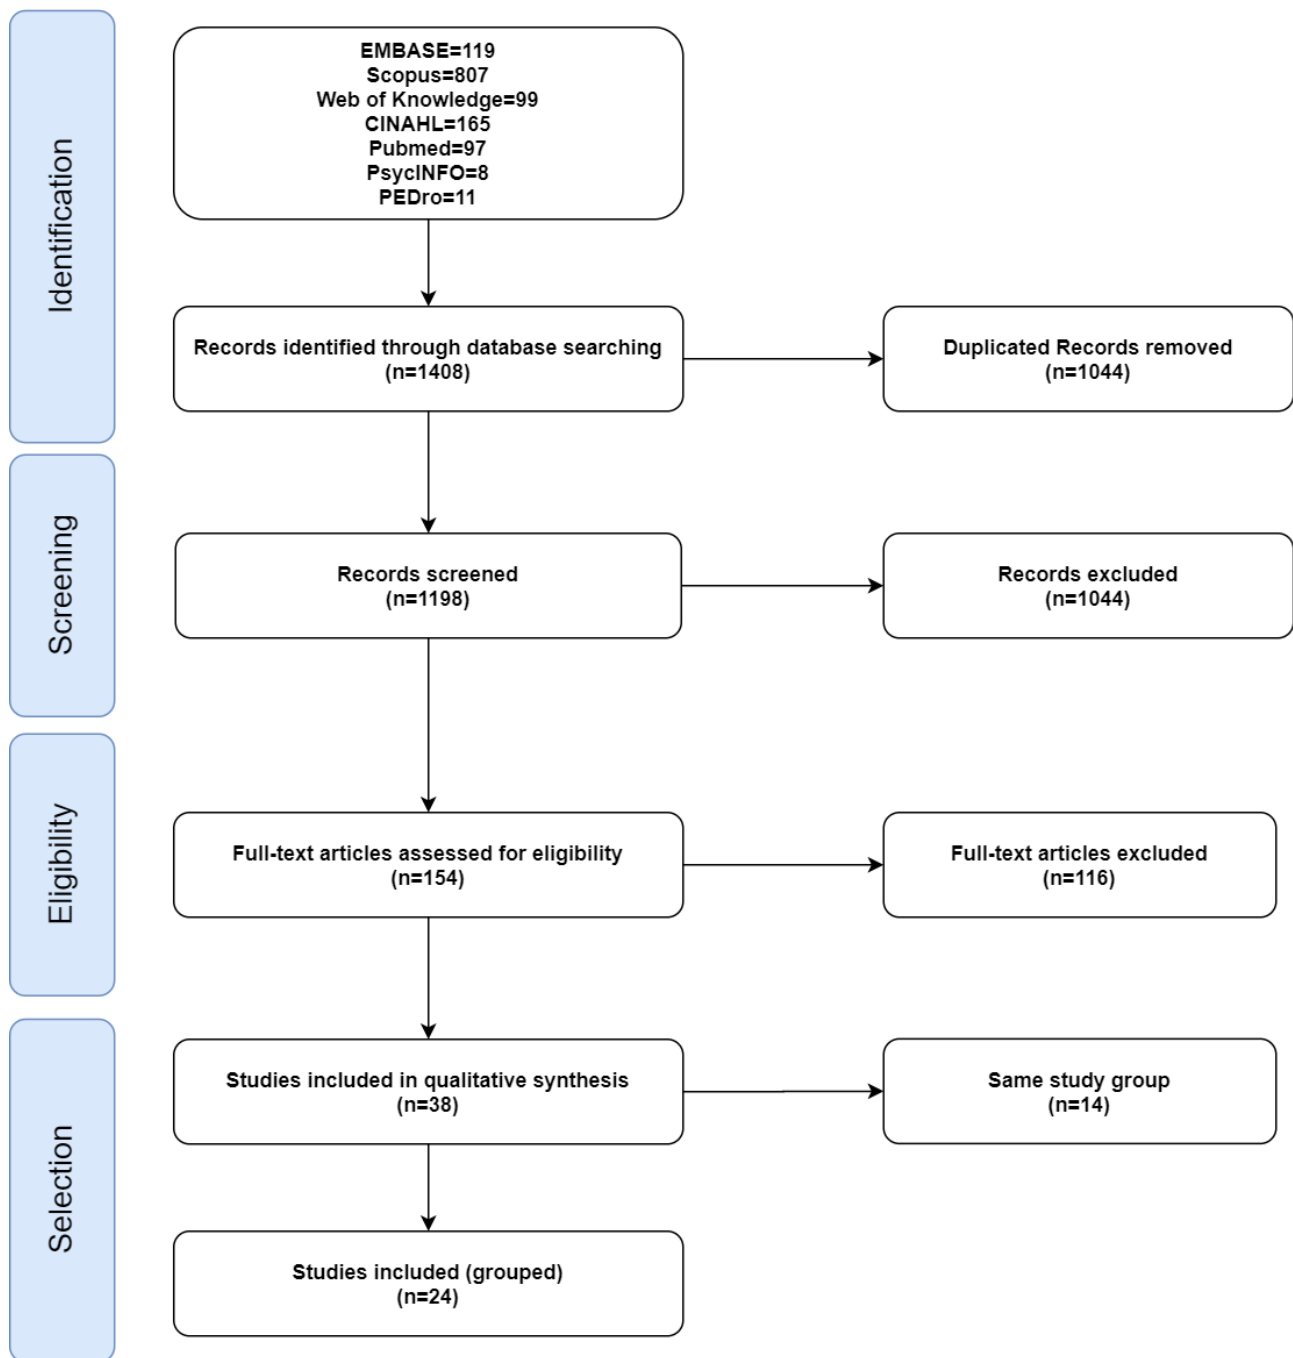 Identification
EMBASE=119
Scopus=807
Web of Knowledge=99
CINAHL=165
Pubmed=97
PsycINFO=8
PEDro=11
Records identified through database searching
(n=1408)
Duplicated Records removed
(n=1044)
Screening
Records screened
(n=1198)
Records excluded
(n=1044)
Eligibility
Full-text articles assessed for eligibility
(n=154)
Full-text articles excluded
(n=116)
Selection
Studies included in qualitative synthesis
(n=38)
Same study group
(n=14)
Studies included (grouped)
(n=24)